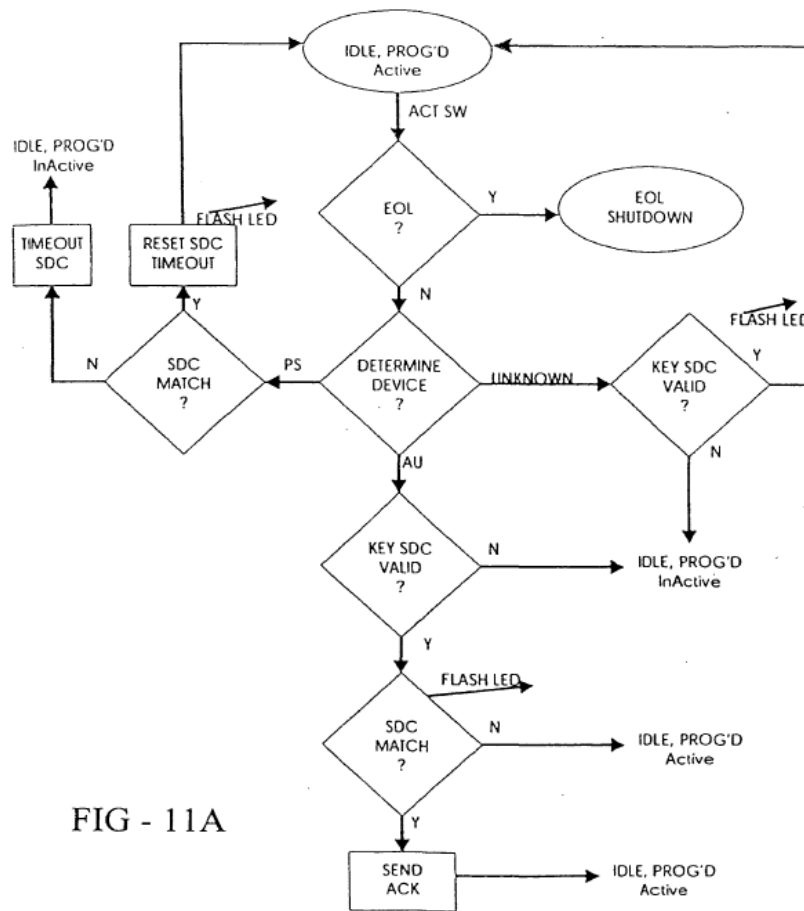 IDLE, PROG'D
Active
ACT SW
IDLE, PROG'D
InActive
EOL
?
Y
EOL
SHUTDOWN
FLASH LED
TIMEOUT
SDC
RESET SDC
TIMEOUT
N
Y
FLASH LED
N
SDC
MATCH
?
PS
DETERMINE
DEVICE
?
UNKNOWN
KEY SDC
VALID
?
Y
AU
N
KEY SDC
VALID
?
N
IDLE, PROG'D
InActive
Y
FLASH LED
SDC
MATCH
?
N
IDLE, PROG'D
Active
FIG - 11A
Y
SEND
ACK
IDLE, PROG'D
Active